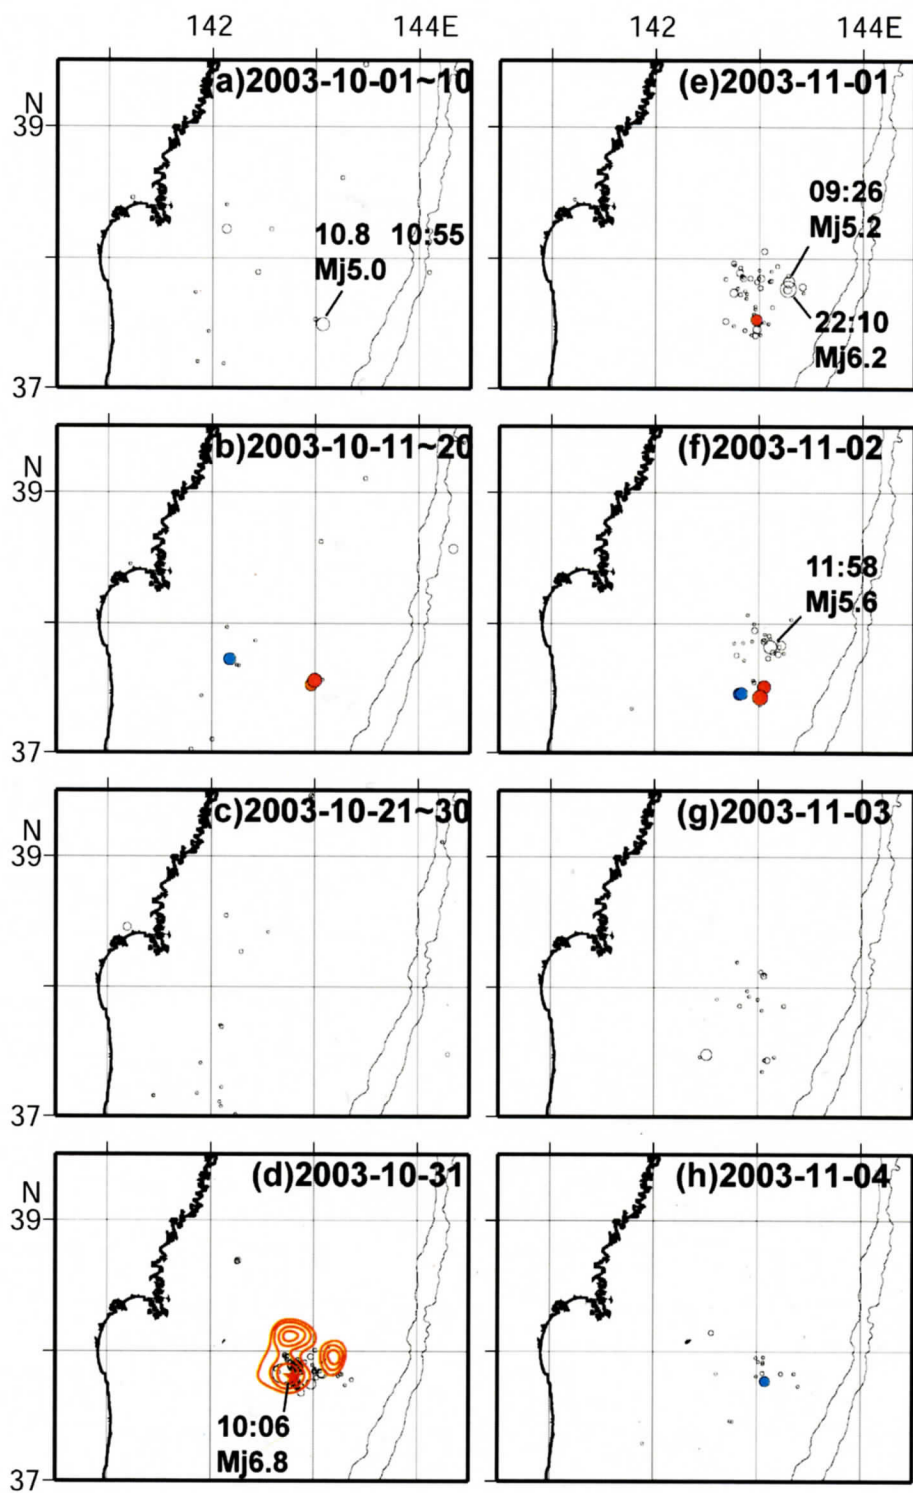 142 144E 142 144E
N
39
37
(a)2003-10-01~10
10.8 10:55
Mj5.0
(e)2003-11-01
09:26
Mj5.2
22:10
Mj6.2
N
39
37
(b)2003-10-11~20
(f)2003-11-02
11:58
Mj5.6
N
39
37
(c)2003-10-21~30
(g)2003-11-03
N
39
37
(d)2003-10-31
10:06
Mj6.8
(h)2003-11-04